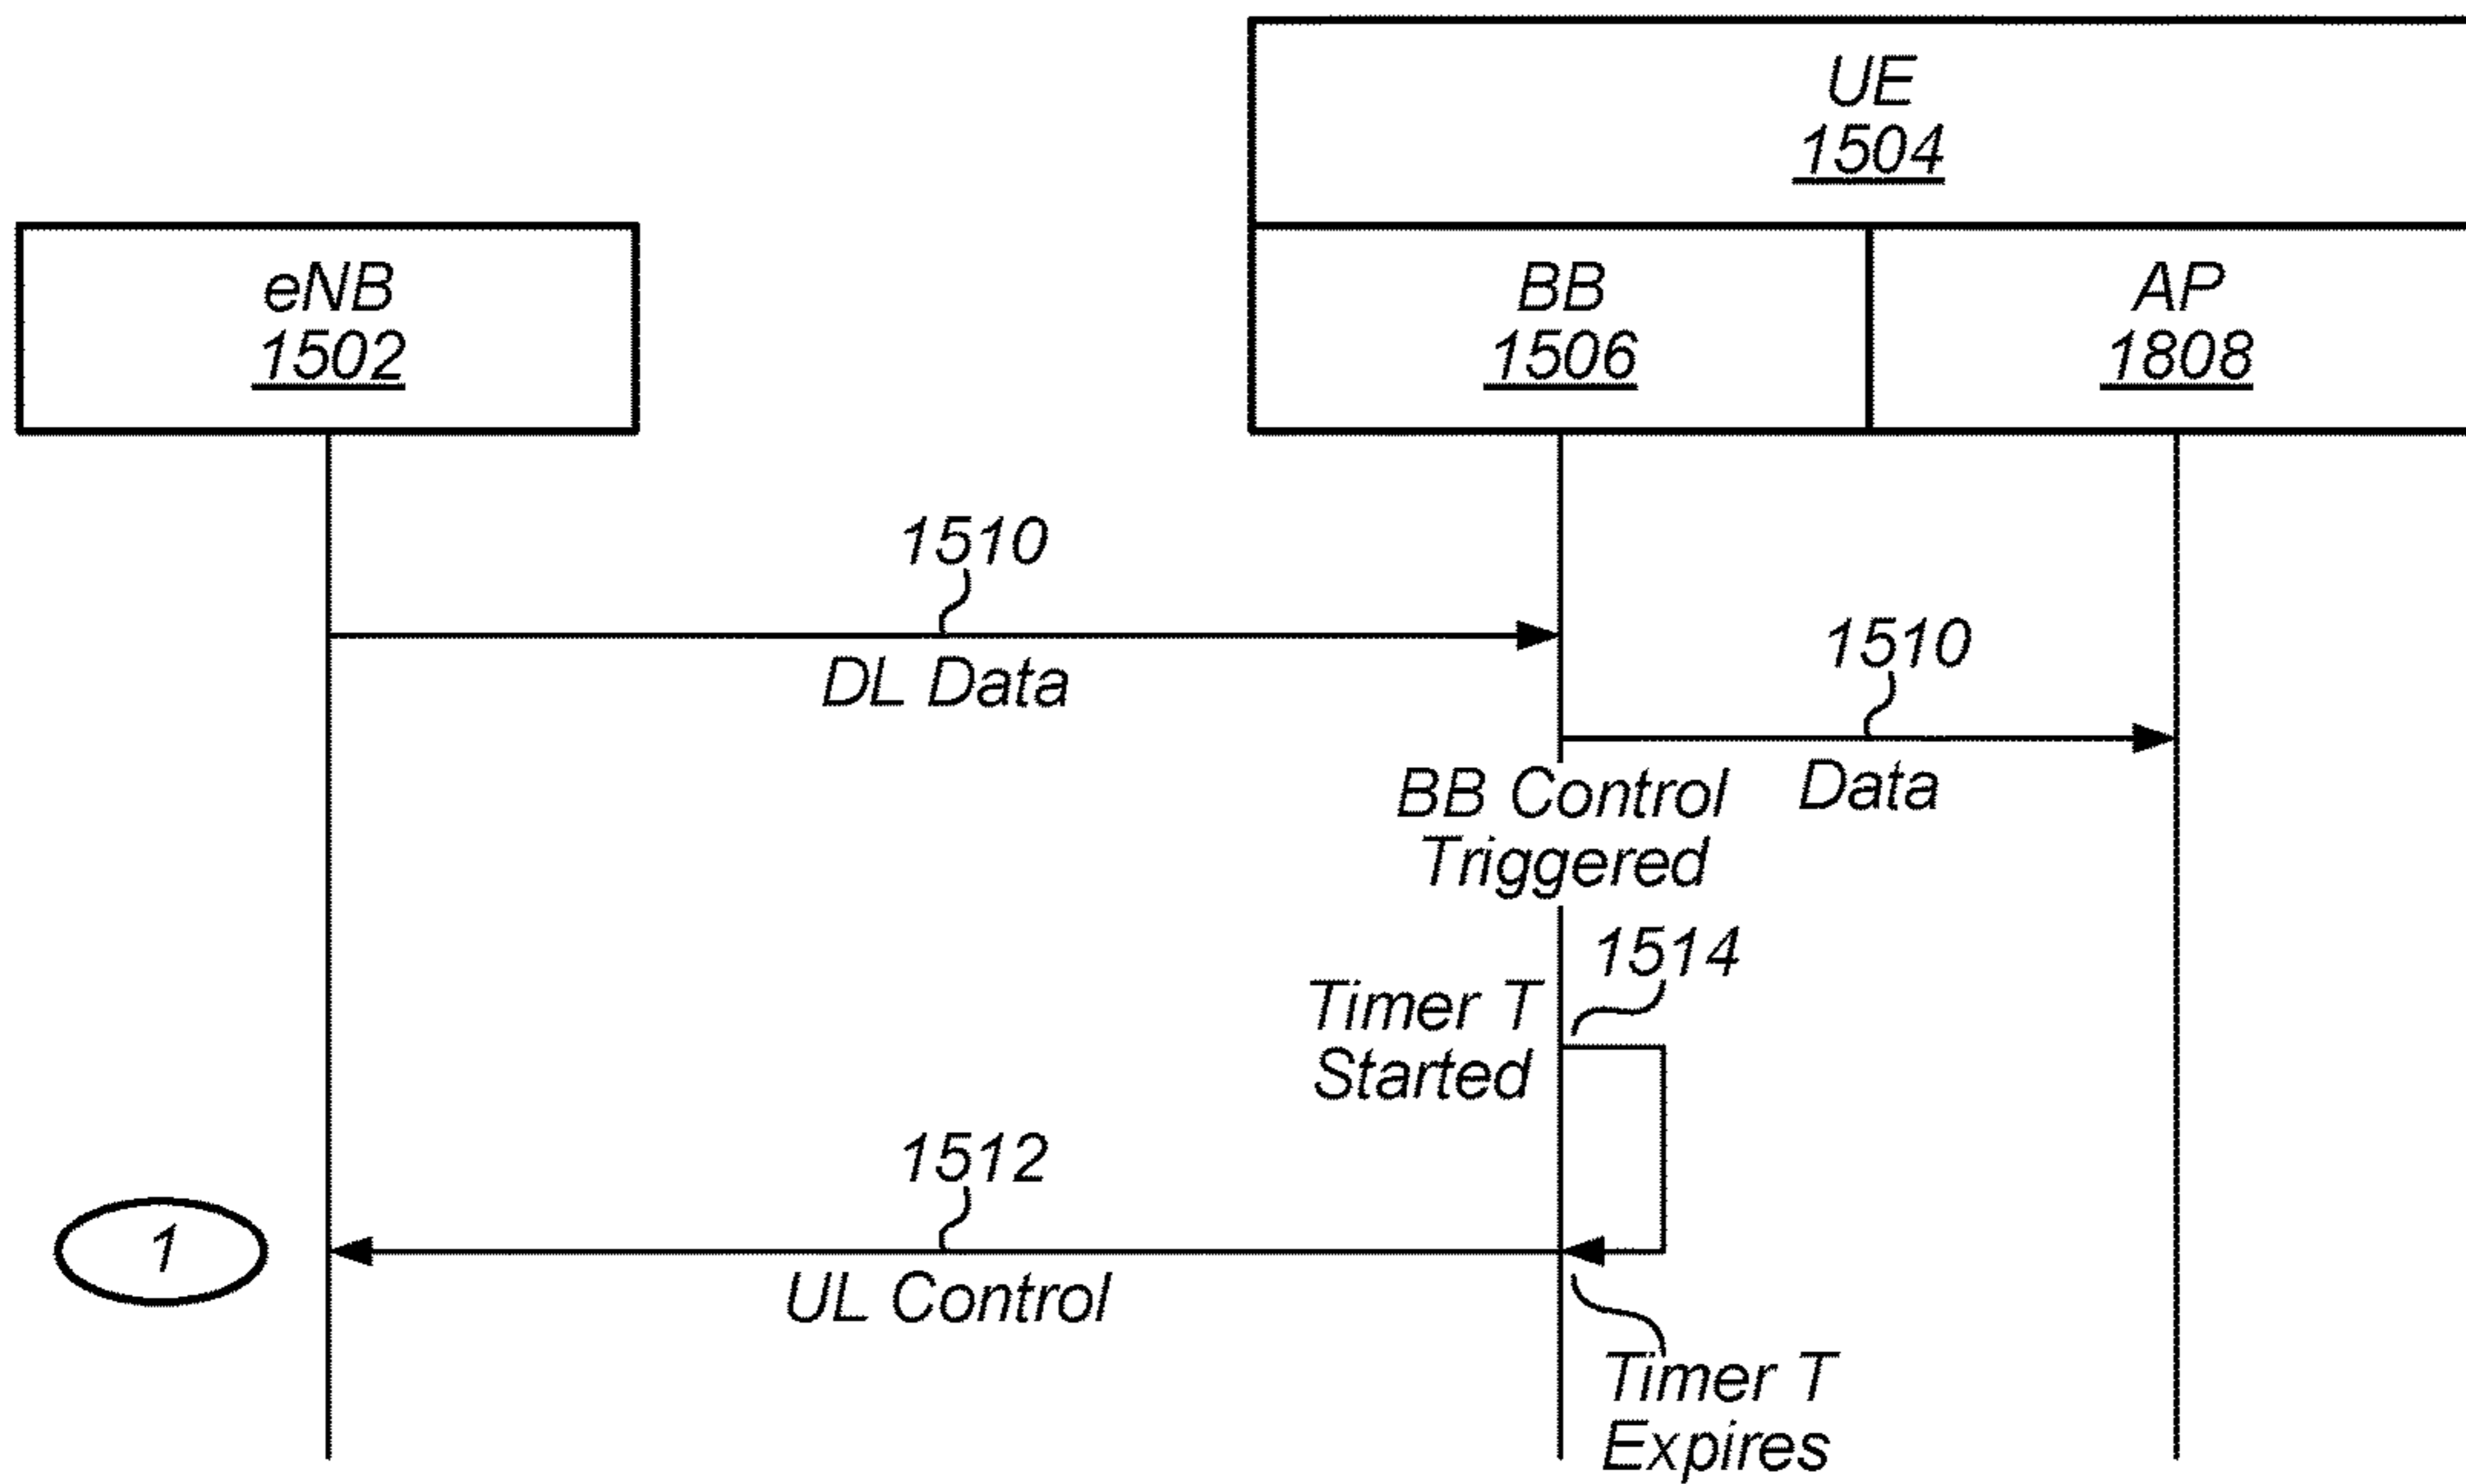 UE
1504
eNB
1502
BB
1506
AP
1808
1510
DL Data
1510
Data
BB Control
Triggered
1514
Timer T
Started
1512
1
UL Control
Timer T
Expires